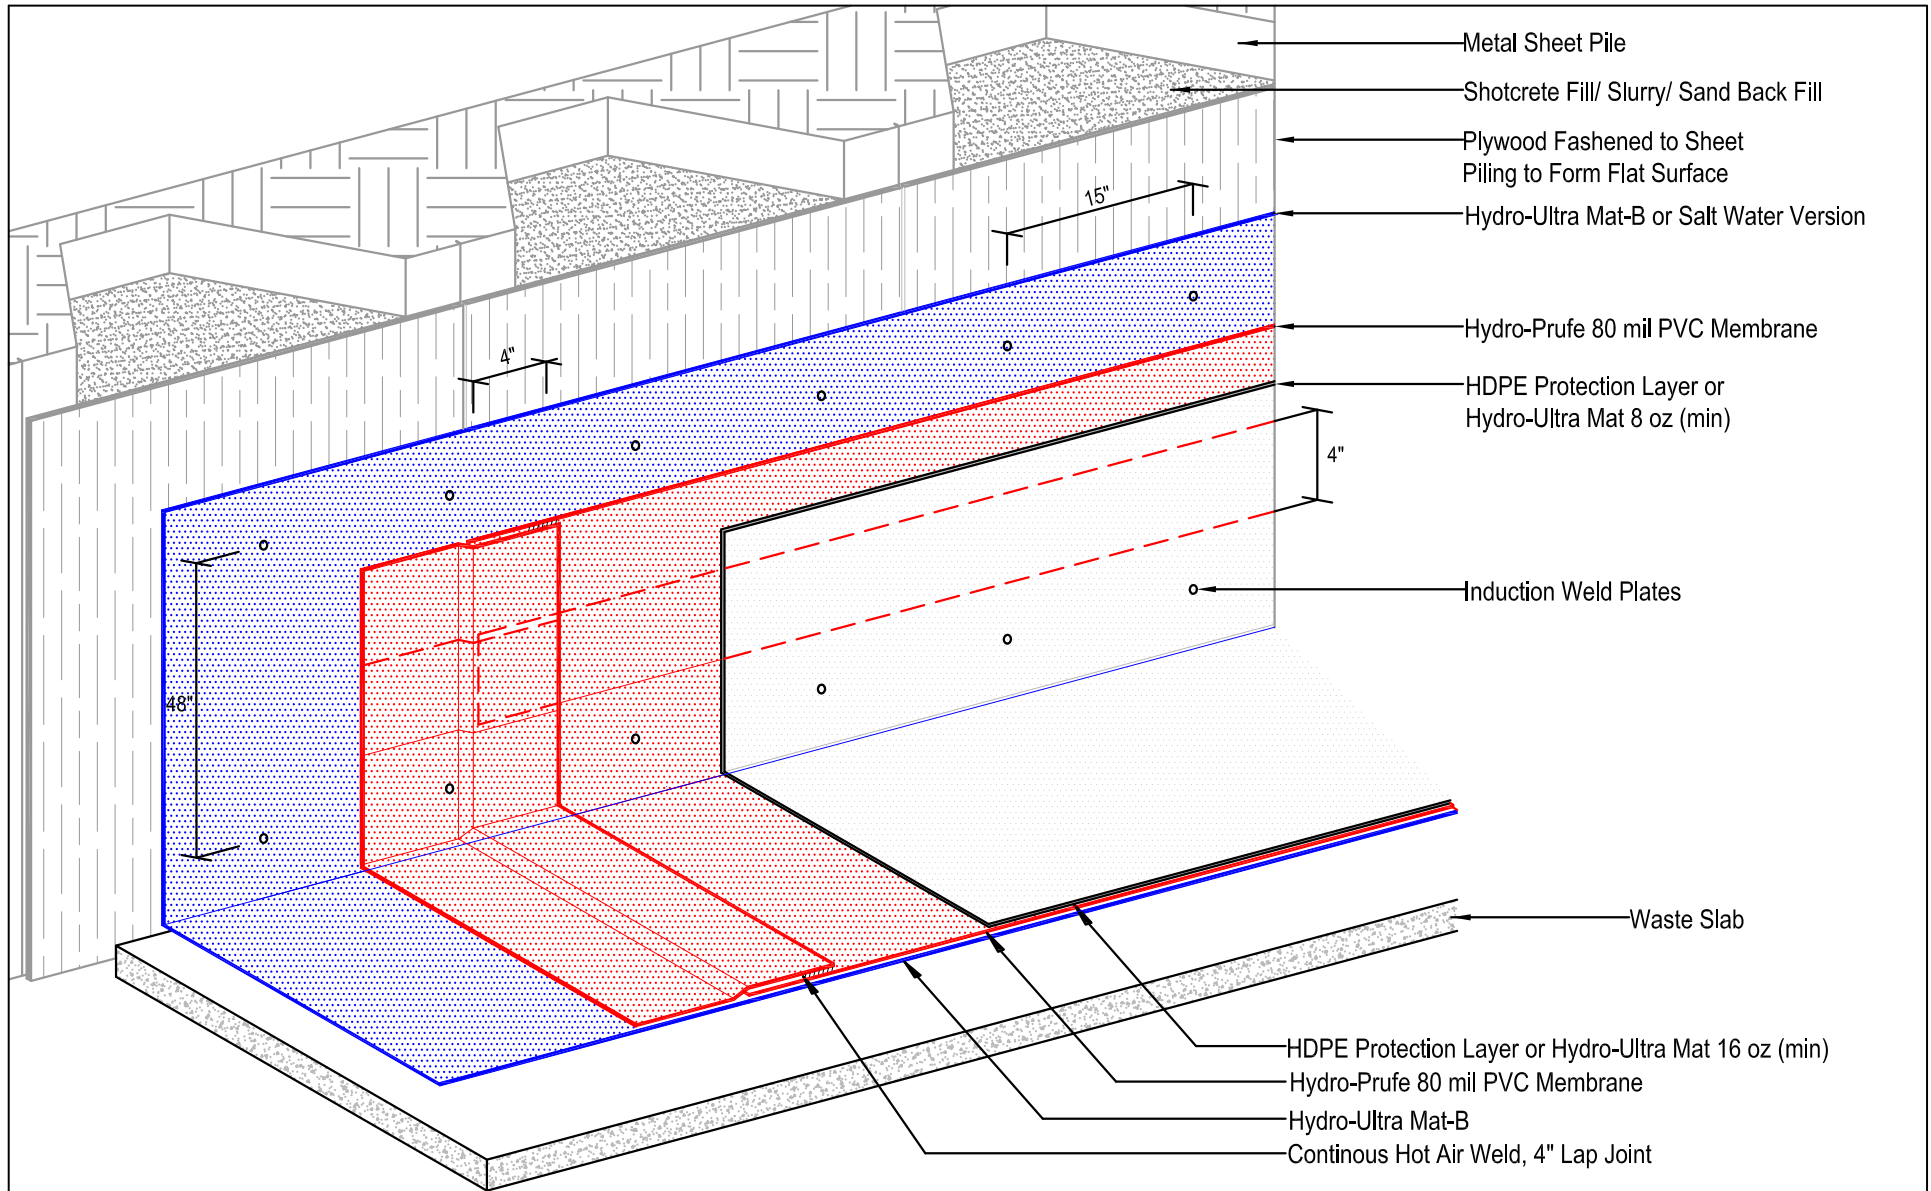 Metal Sheet Pile
Shotcrete Fill/ Slurry/ Sand Back Fill
Plywood Fashened to Sheet
Piling to Form Flat Surface
15"
Hydro-Ultra Mat-B or Salt Water Version
Hydro-Prufe 80 mil PVC Membrane
4"
HDPE Protection Layer or
Hydro-Ultra Mat 8 oz (min)
4"
Induction Weld Plates
48"
Waste Slab
HDPE Protection Layer or Hydro-Ultra Mat 16 oz (min)
Hydro-Prufe 80 mil PVC Membrane
Hydro-Ultra Mat-B
Continous Hot Air Weld, 4" Lap Joint